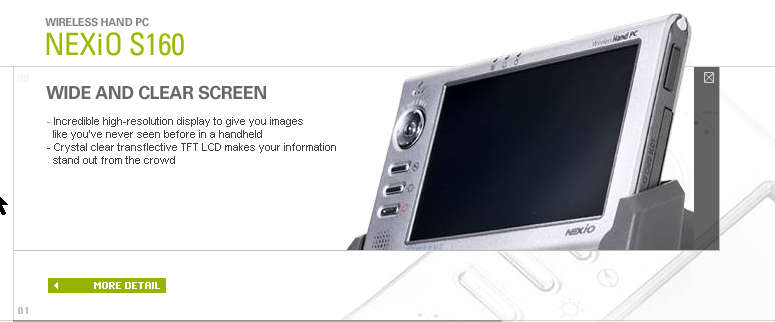 WIRELESS HAND PC
NEXiO S160
00
WIDE AND CLEAR SCREEN
- Incredible high-resolution display to give you images
like you've never seen before in a handheld
- Crystal clear transflective TFT LCD makes your information
stand out from the crowd
Wireless Hand PC
NEXiO
MORE DETAIL
01